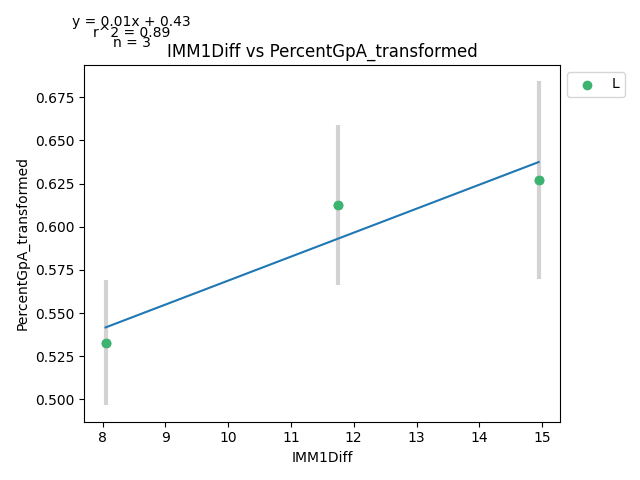 y = 0.01x + 0.43
r^2 = 0.89
n = 3
IMM1Diff vs PercentGpA_transformed
L
0.675
0.650
0.625
0.600
0.575
0.550
0.525
0.500
PercentGpA_transformed
8 9 10 11 12 13 14 15
IMM1Diff